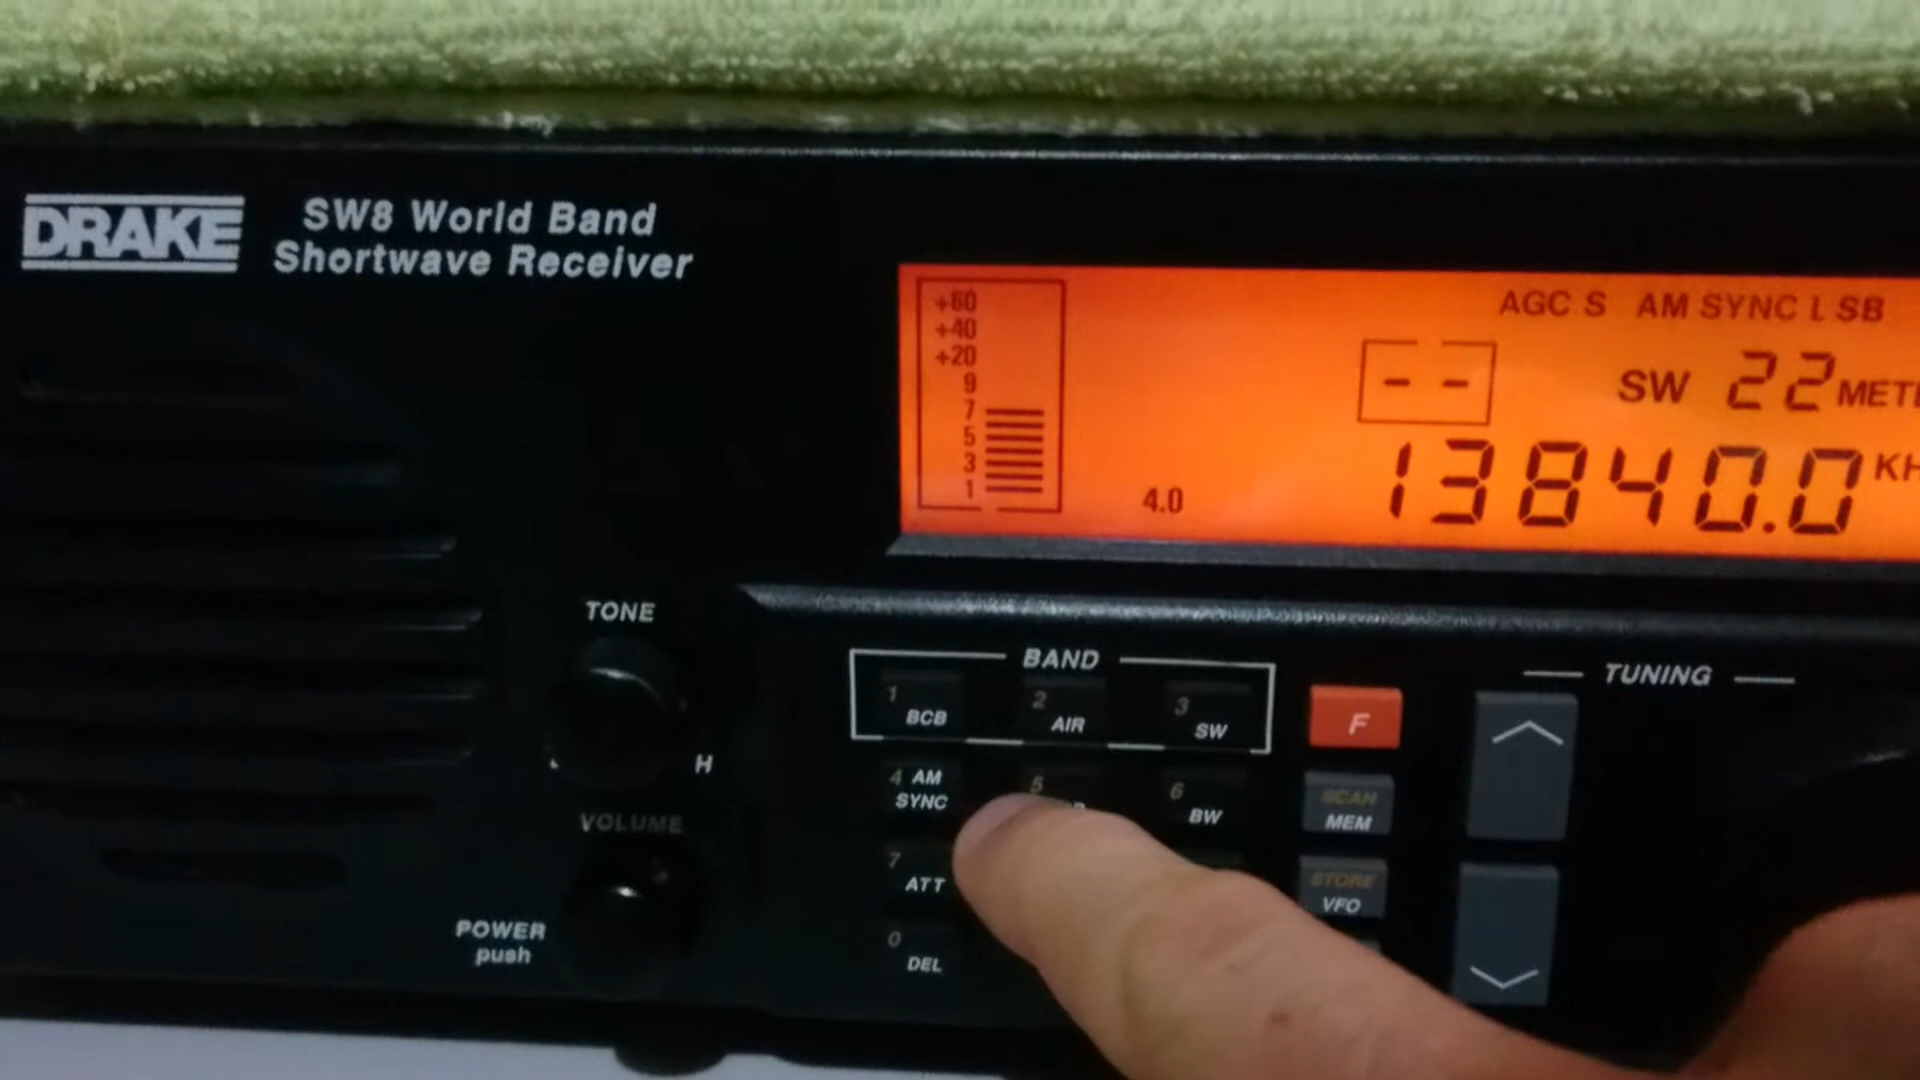 DRAKE
SW8 World Band
Shortwave Receiver
+60
+40
+20
9
7
5
3
1
4.0
AGC S AM SYNC L SB
--
SW 22
13840.0
TONE
H
VOLUME
POWER
push
BAND
1 BCB
2 AIR
3 SW
4 AM
SYNC
5
6 BW
7 ATT
0 DEL
F
SCAN
MEM
STORE
VFO
TUNING